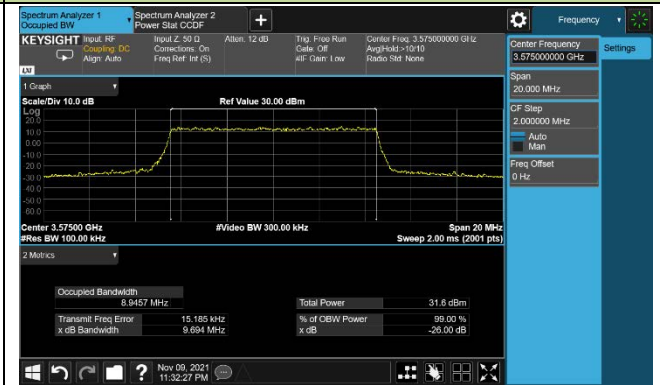 Spectrum Analyzer 1
Occupied BW
Spectrum Analyzer 2
Power Stat CCDF
+
Frequency
KEYSIGHT
Input: RF
Coupling: DC
Align: Auto
Input Z: 50 Ω
Corrections: On
Freq Ref: Int (S)
Atten: 12 dB
Trig: Free Run
Gate: Off
#IF Gain: Low
Center Freq: 3.575000000 GHz
Avg|Hold:>10/10
Radio Std: None
LXI
Center Frequency
3.575000000 GHz
Settings
Span
20.000 MHz
CF Step
2.000000 MHz
Auto
Man
Freq Offset
0 Hz
1 Graph
Scale/Div 10.0 dB
Ref Value 30.00 dBm
Log
20.0
10.0
0.00
-10.0
-20.0
-30.0
-40.0
-50.0
-60.0
Center 3.57500 GHz
#Video BW 300.00 kHz
Span 20 MHz
#Res BW 100.00 kHz
Sweep 2.00 ms (2001 pts)
2 Metrics
Occupied Bandwidth
8.9457 MHz
Total Power 31.6 dBm
Transmit Freq Error 15.185 kHz
% of OBW Power 99.00 %
x dB Bandwidth 9.694 MHz
x dB -26.00 dB
?
Nov 09, 2021
11:32:27 PM